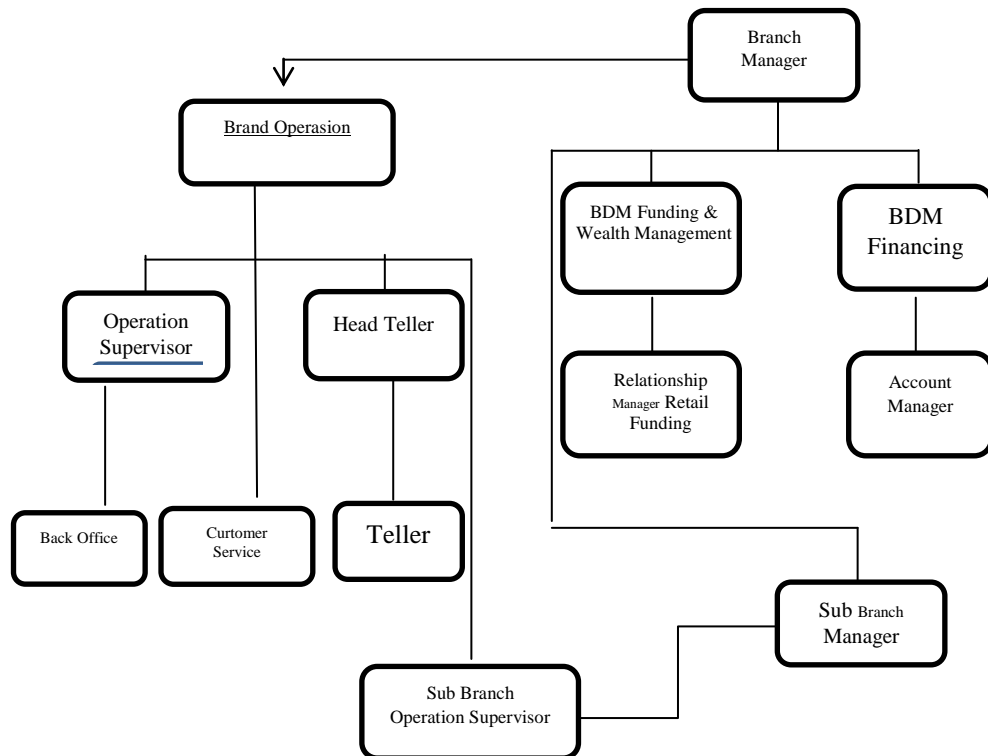 Branch
Manager
Brand Operasion
BDM Funding &
Wealth Management
BDM
Financing
Operation
Supervisor
Head Teller
Relationship
Manager Retail
Funding
Account
Manager
Back Office
Curtomer
Service
Teller
Sub Branch
Manager
Sub Branch
Operation Supervisor